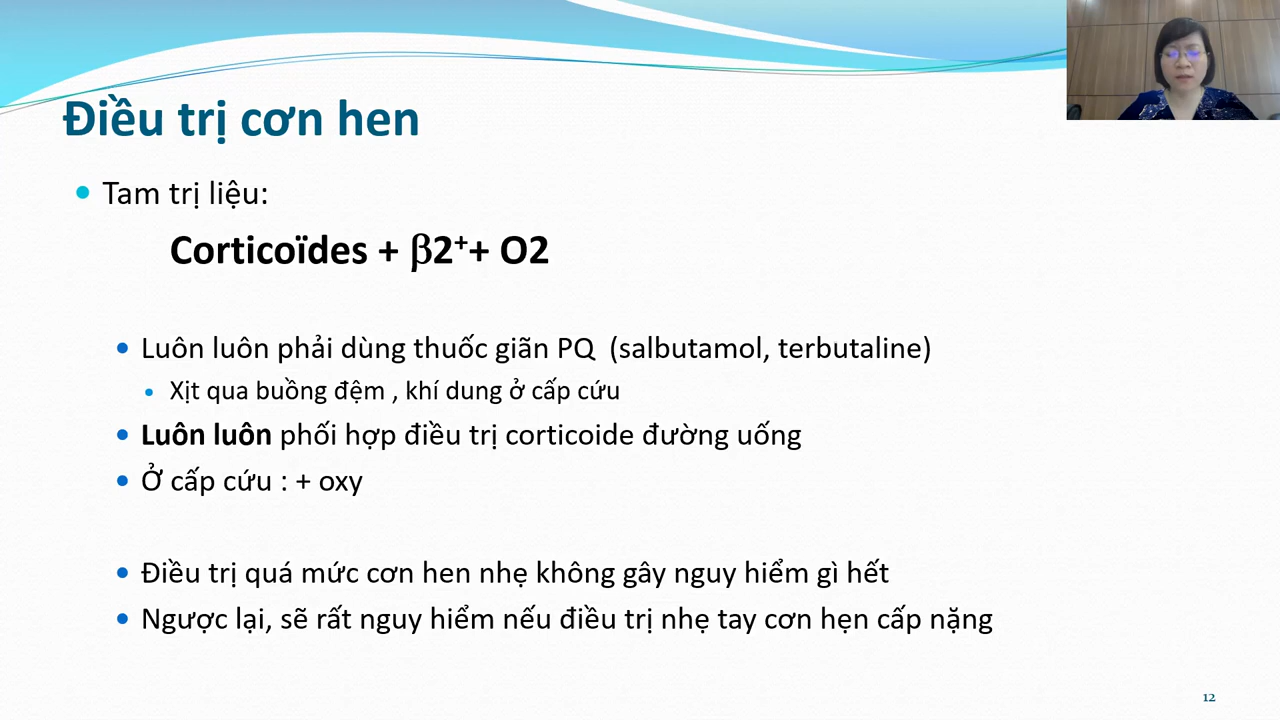 Điều trị cơn hen
Tam trị liệu:
Corticoïdes + β2⁺+ O2
Luôn luôn phải dùng thuốc giãn PQ (salbutamol, terbutaline)
Xịt qua buồng đệm , khí dung ở cấp cứu
Luôn luôn phối hợp điều trị corticoide đường uống
Ở cấp cứu : + oxy
Điều trị quá mức cơn hen nhẹ không gây nguy hiểm gì hết
Ngược lại, sẽ rất nguy hiểm nếu điều trị nhẹ tay cơn hẹn cấp nặng
12